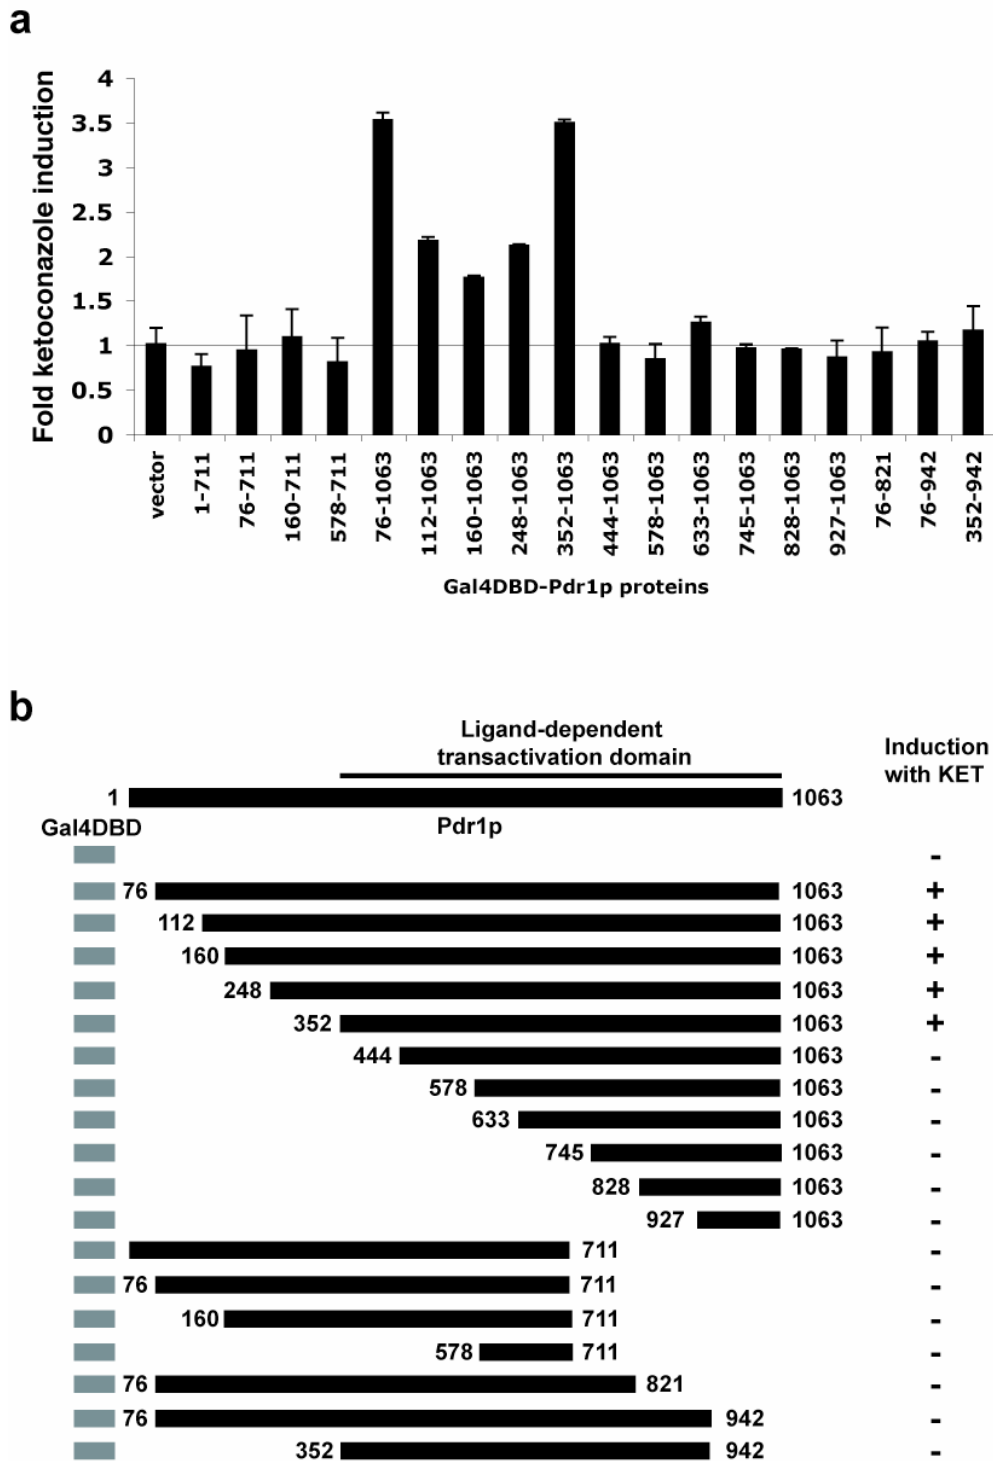 a
Fold ketoconazole induction
4
3.5
3
2.5
2
1.5
1
0.5
0
vector
1-711
76-711
160-711
578-711
76-1063
112-1063
160-1063
248-1063
352-1063
444-1063
578-1063
633-1063
745-1063
828-1063
927-1063
76-821
76-942
352-942
Gal4DBD-Pdr1p proteins
b
Ligand-dependent
transactivation domain
Induction
with KET
1 1063
Gal4DBD Pdr1p
-
76 1063 +
112 1063 +
160 1063 +
248 1063 +
352 1063 +
444 1063 -
578 1063 -
633 1063 -
745 1063 -
828 1063 -
927 1063 -
711 -
76 711 -
160 711 -
578 711 -
76 821 -
76 942 -
352 942 -